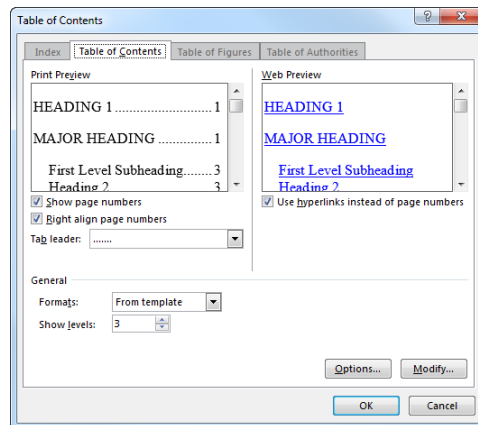 Table of Contents
Index Table of Contents Table of Figures Table of Authorities
Print Preview
HEADING 1..........................1
MAJOR HEADING ..............1
First Level Subheading.......3
Heading 2 3
Show page numbers
Right align page numbers
Tab leader: .......
Web Preview
HEADING 1
MAJOR HEADING
First Level Subheading
Heading 2
Use hyperlinks instead of page numbers
General
Formats: From template
Show levels: 3
Options... Modify...
OK Cancel